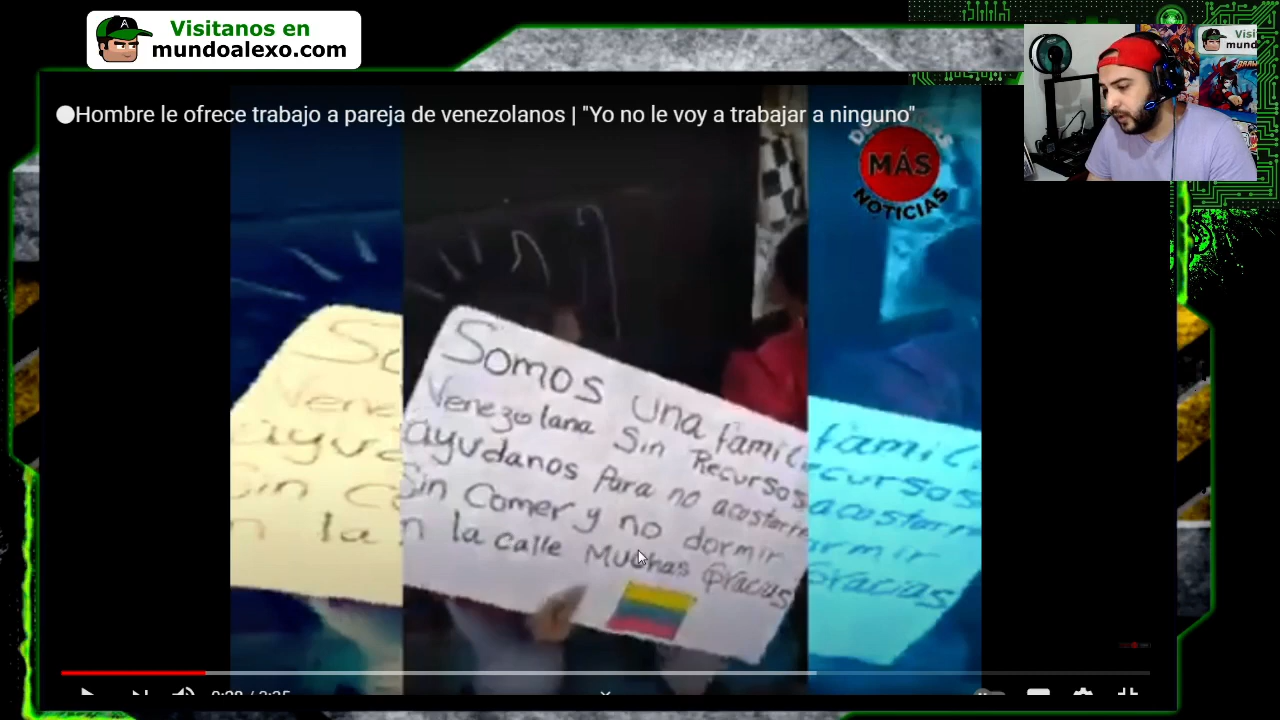 Visitanos en
mundoalexo.com
Hombre le ofrece trabajo a pareja de venezolanos | "Yo no le voy a trabajar a ninguno"
MÁS
NOTICIAS
Somos una famil
Venezolana Sin Recursos
ayudanos Para no acostarn
Sin Comer y no dormir
n la calle Muchas Gracias